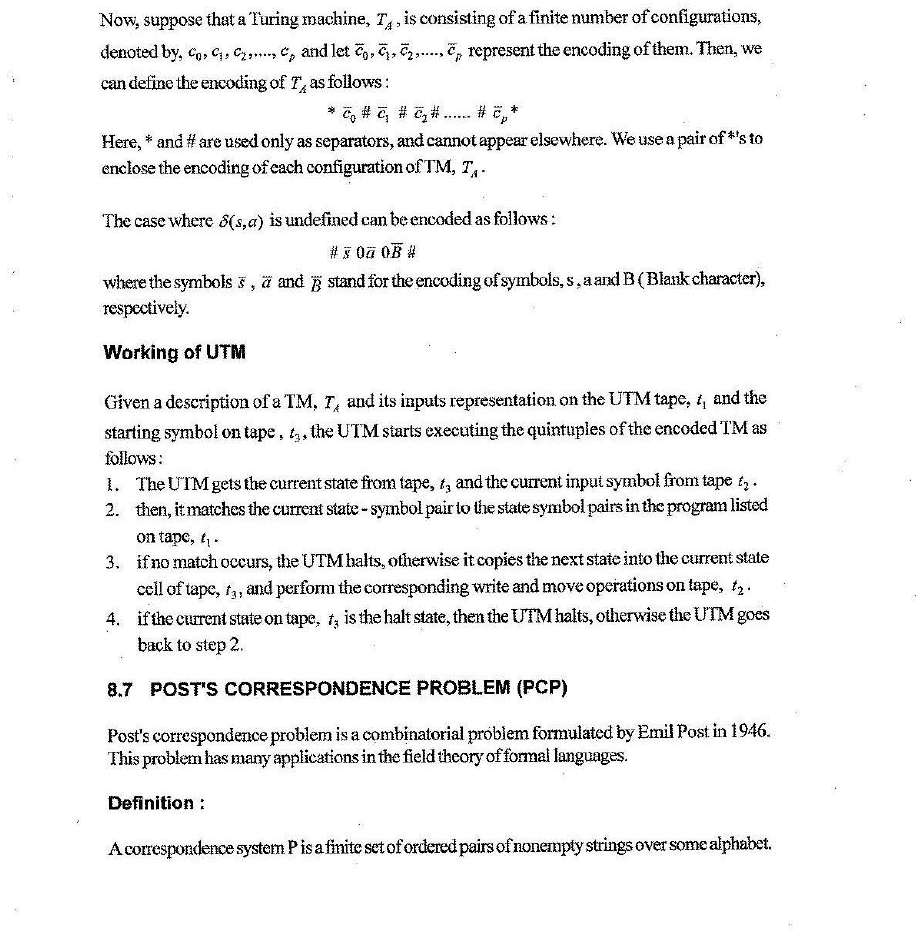 Now, suppose that a Turing machine, T_A, is consisting of a finite number of configurations,
denoted by, c₀, c₁, c₂,....., c_p and let c̄₀, c̄₁, c̄₂,....., c̄_p represent the encoding of them. Then, we
can define the encoding of T_A as follows :
* c̄₀ # c̄₁ # c̄₂ # ...... # c̄_p *
Here, * and # are used only as separators, and cannot appear elsewhere. We use a pair of *'s to
enclose the encoding of each configuration of TM, T_A.
The case where δ(s,a) is undefined can be encoded as follows :
# s̄ 0ā 0B̄ #
where the symbols s̄ , ā and B̄ stand for the encoding of symbols, s , a and B ( Blank character),
respectively.
Working of UTM
Given a description of a TM, T_A and its inputs representation on the UTM tape, t₁ and the
starting symbol on tape , t₃, the UTM starts executing the quintuples of the encoded TM as
follows :
1. The UTM gets the current state from tape, t₃ and the current input symbol from tape t₂ .
2. then, it matches the current state - symbol pair to the state symbol pairs in the program listed
on tape, t₁ .
3. if no match occurs, the UTM halts, otherwise it copies the next state into the current state
cell of tape, t₃, and perform the corresponding write and move operations on tape, t₂ .
4. if the current state on tape, t₃ is the halt state, then the UTM halts, otherwise the UTM goes
back to step 2.
8.7 POST'S CORRESPONDENCE PROBLEM (PCP)
Post's correspondence problem is a combinatorial problem formulated by Emil Post in 1946.
This problem has many applications in the field theory of formal languages.
Definition :
A correspondence system P is a finite set of ordered pairs of nonempty strings over some alphabet.